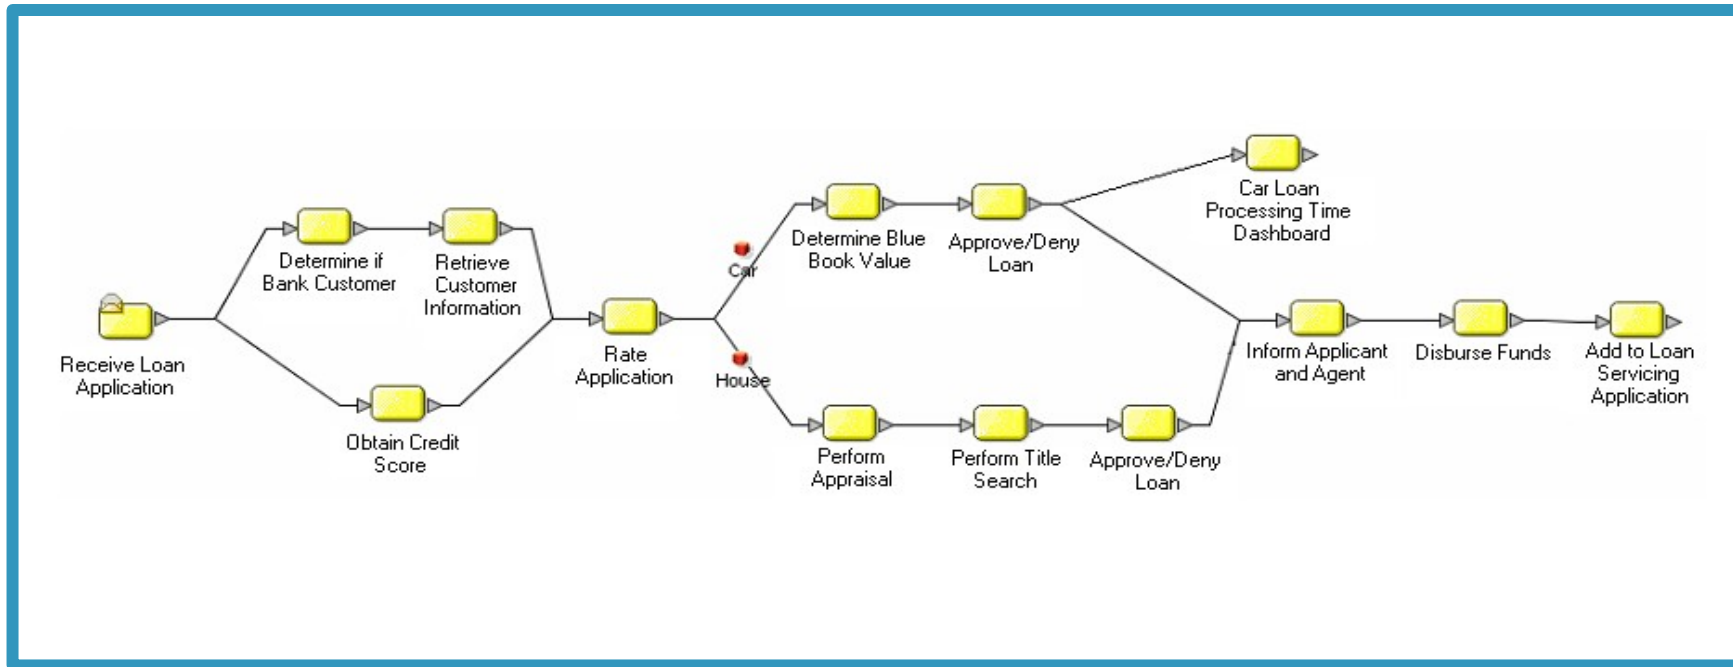 Receive Loan
Application
Determine if
Bank Customer
Retrieve
Customer
Information
Obtain Credit
Score
Rate
Application
Car
House
Determine Blue
Book Value
Approve/Deny
Loan
Car Loan
Processing Time
Dashboard
Perform
Appraisal
Perform Title
Search
Approve/Deny
Loan
Inform Applicant
and Agent
Disburse Funds
Add to Loan
Servicing
Application